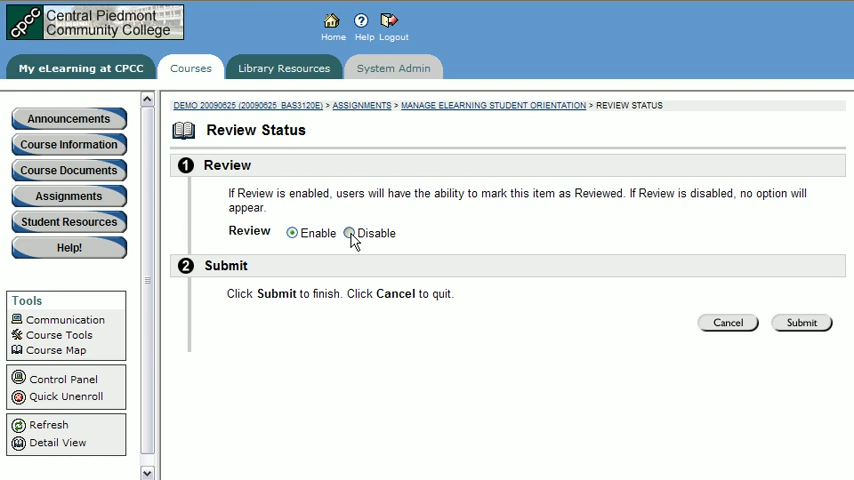 cpcc
Central Piedmont
Community College
Home Help Logout
My eLearning at CPCC Courses Library Resources System Admin
Announcements
Course Information
Course Documents
Assignments
Student Resources
Help!
Tools
Communication
Course Tools
Course Map
Control Panel
Quick Unenroll
Refresh
Detail View
DEMO 20090625 (20090625_BAS3120E) > ASSIGNMENTS > MANAGE ELEARNING STUDENT ORIENTATION > REVIEW STATUS
Review Status
1 Review
If Review is enabled, users will have the ability to mark this item as Reviewed. If Review is disabled, no option will
appear.
Review Enable Disable
2 Submit
Click Submit to finish. Click Cancel to quit.
Cancel Submit